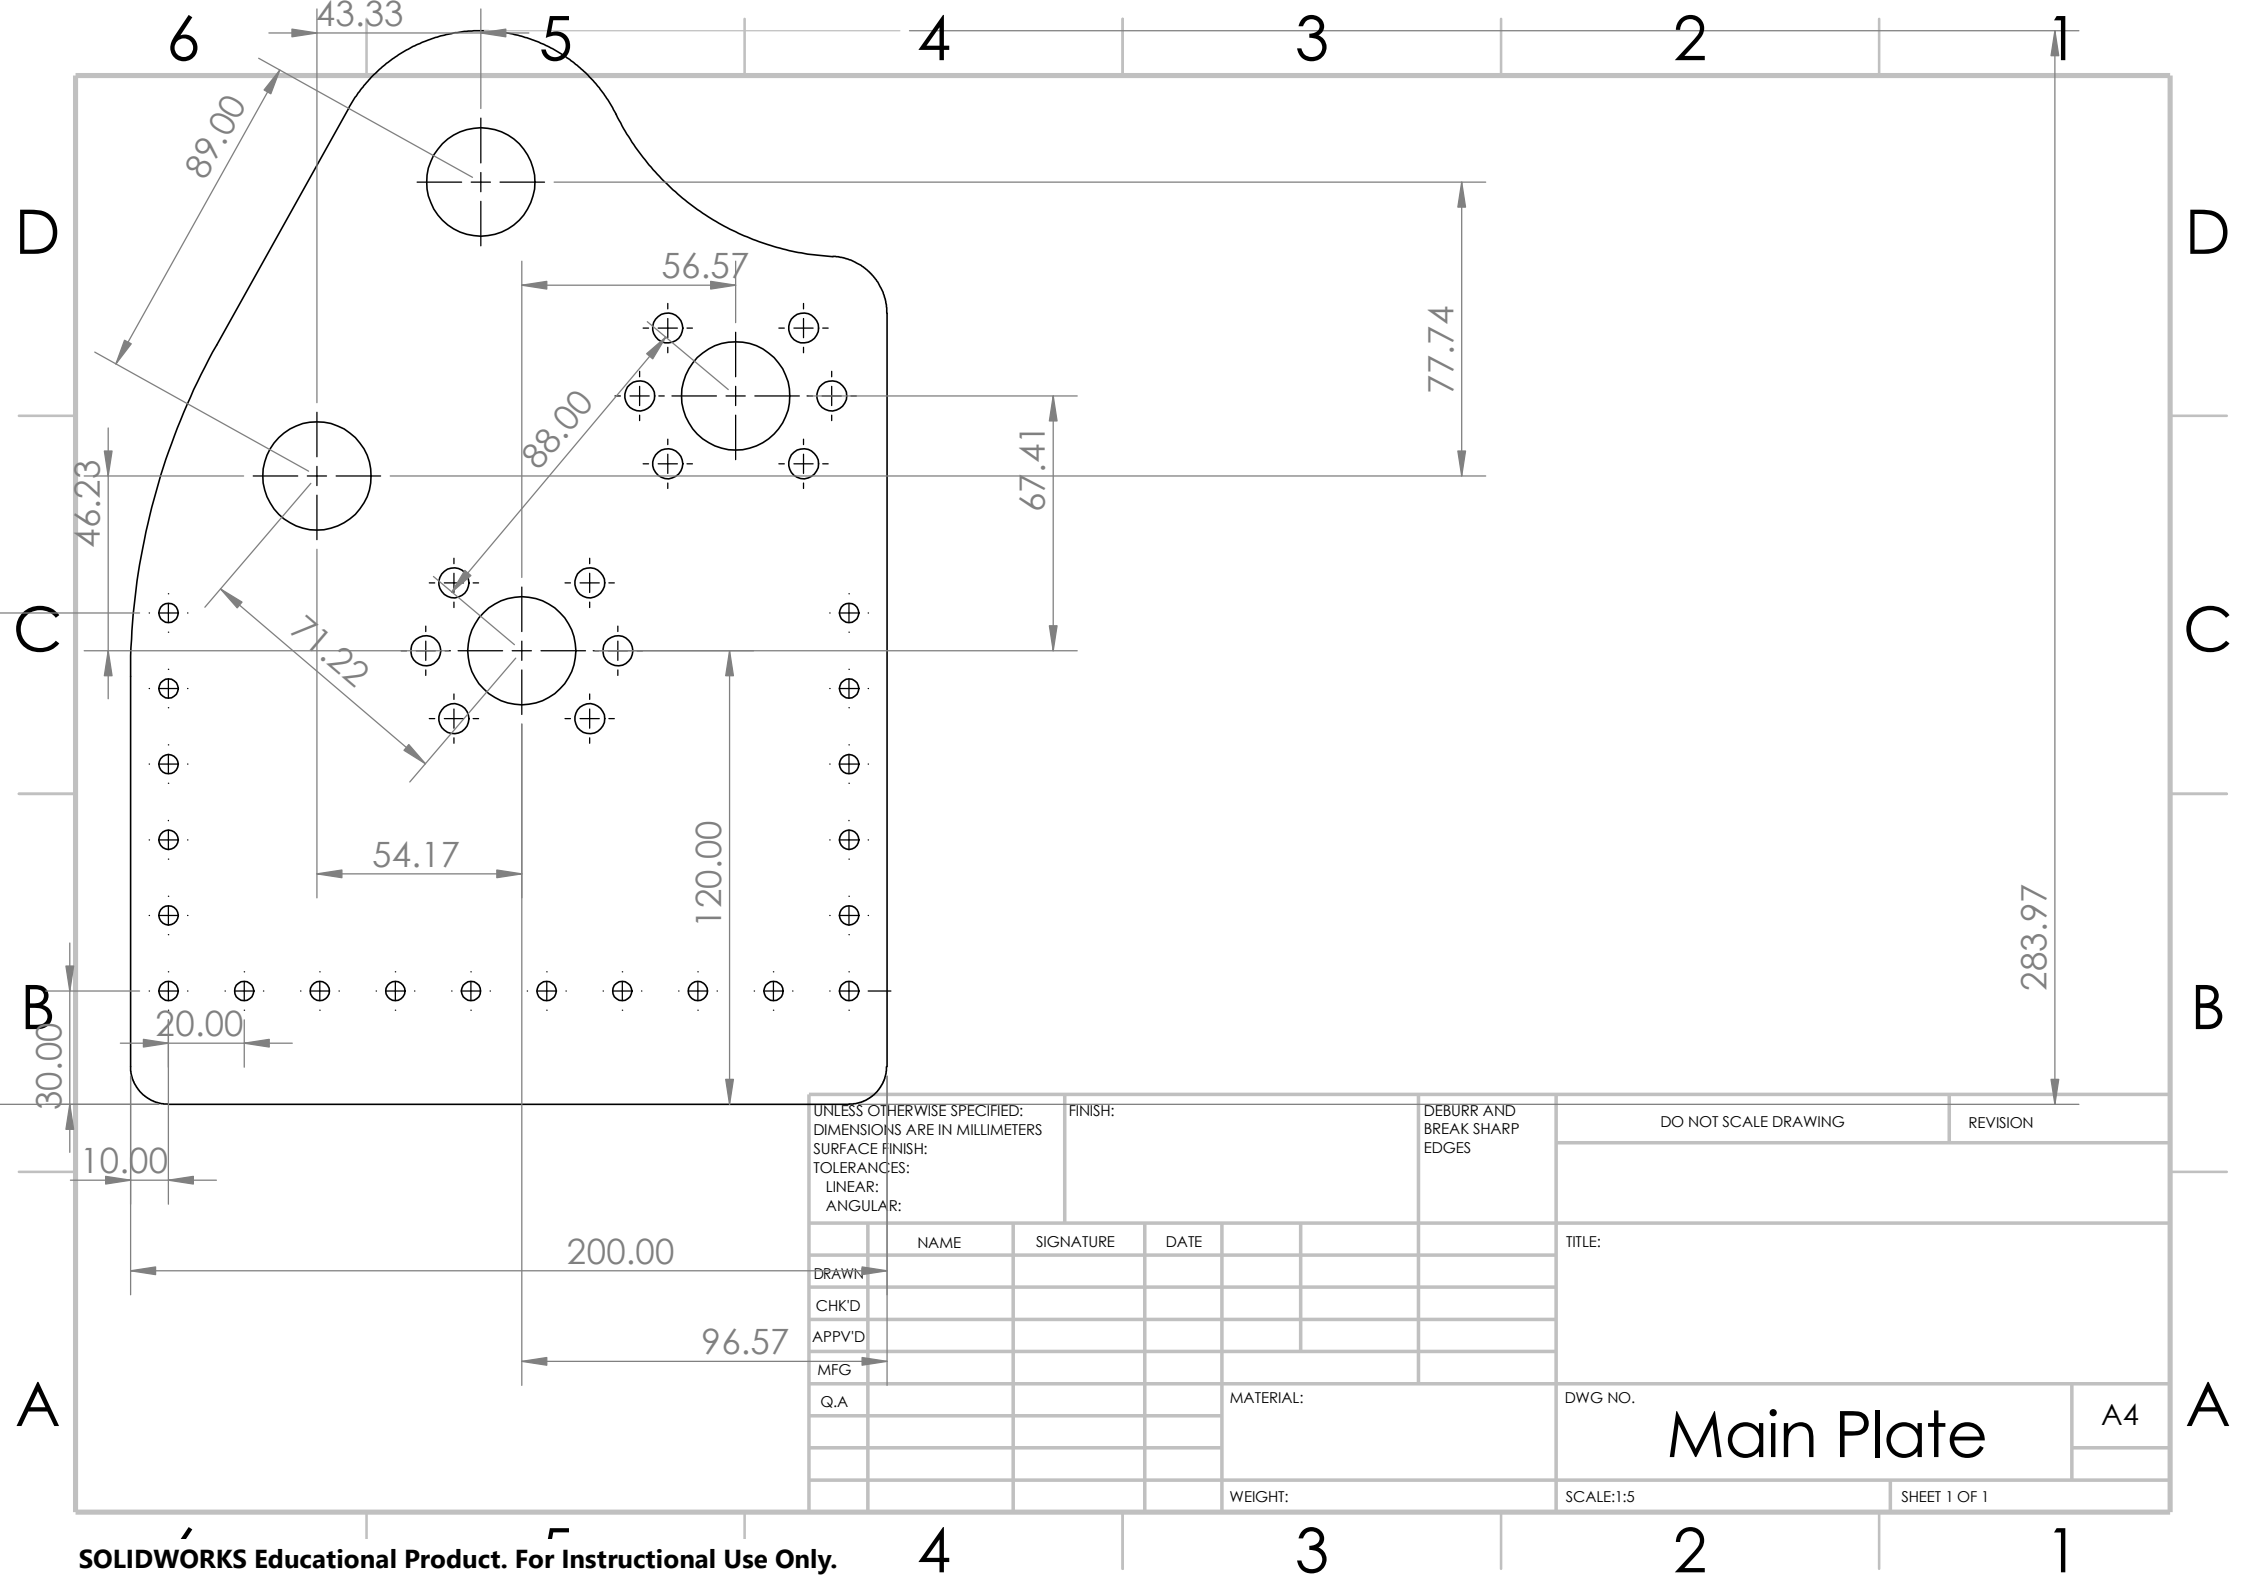 6 5 4 3 2 1
43.33
89.00
D D
56.57
77.74
88.00
67.41
46.23
C C
71.22
54.17
120.00
283.97
B B
20.00
30.00
10.00
200.00
96.57
UNLESS OTHERWISE SPECIFIED:
DIMENSIONS ARE IN MILLIMETERS
SURFACE FINISH:
TOLERANCES:
LINEAR:
ANGULAR:
FINISH:
DEBURR AND
BREAK SHARP
EDGES
DO NOT SCALE DRAWING
REVISION
NAME SIGNATURE DATE
TITLE:
DRAWN
CHK'D
APPV'D
MFG
Q.A
MATERIAL:
DWG NO.
Main Plate
A4
A A
WEIGHT:
SCALE:1:5
SHEET 1 OF 1
4 3 2 1
SOLIDWORKS Educational Product. For Instructional Use Only.